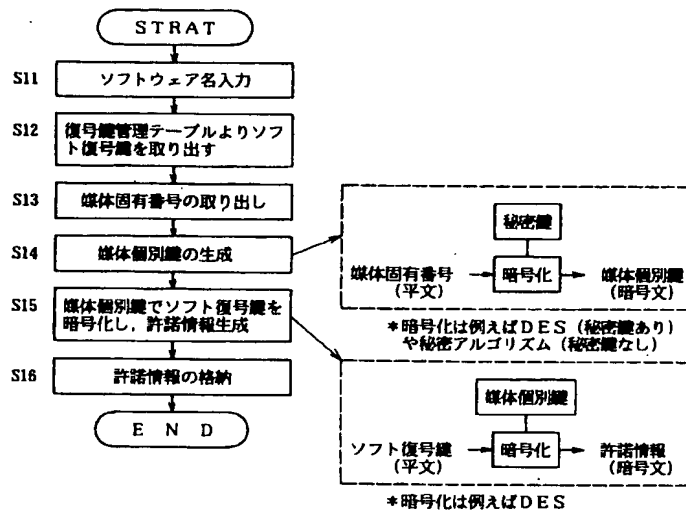 STRAT
S11
ソフトウェア名入力
S12
復号鍵管理テーブルよりソフ
ト復号鍵を取り出す
S13
媒体固有番号の取り出し
S14
媒体個別鍵の生成
S15
媒体個別鍵でソフト復号鍵を
暗号化し,許諾情報生成
S16
許諾情報の格納
END
秘密鍵
媒体固有番号
(平文)
暗号化
媒体個別鍵
(暗号文)
*暗号化は例えばDES(秘密鍵あり)
や秘密アルゴリズム(秘密鍵なし)
媒体個別鍵
ソフト復号鍵
(平文)
暗号化
許諾情報
(暗号文)
*暗号化は例えばDES